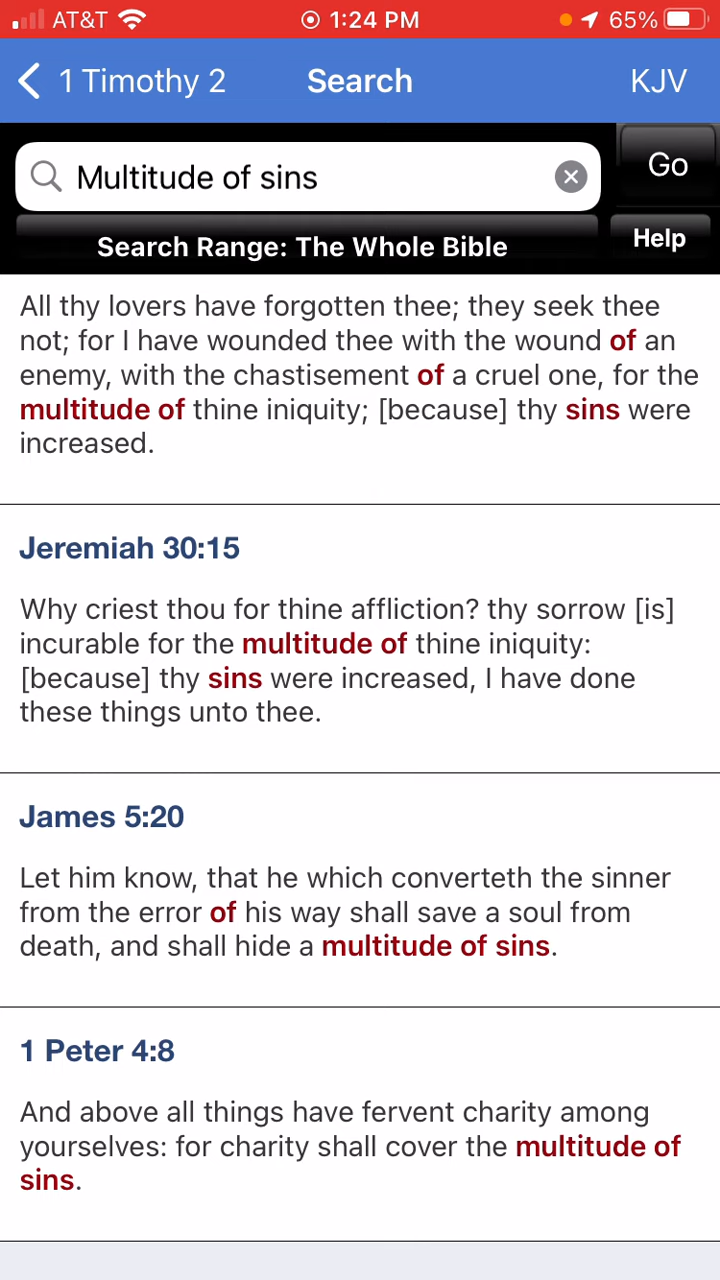 AT&T 1:24 PM 65%
1 Timothy 2 Search KJV
Multitude of sins Go
Search Range: The Whole Bible Help
All thy lovers have forgotten thee; they seek thee
not; for I have wounded thee with the wound of an
enemy, with the chastisement of a cruel one, for the
multitude of thine iniquity; [because] thy sins were
increased.
Jeremiah 30:15
Why criest thou for thine affliction? thy sorrow [is]
incurable for the multitude of thine iniquity:
[because] thy sins were increased, I have done
these things unto thee.
James 5:20
Let him know, that he which converteth the sinner
from the error of his way shall save a soul from
death, and shall hide a multitude of sins.
1 Peter 4:8
And above all things have fervent charity among
yourselves: for charity shall cover the multitude of
sins.